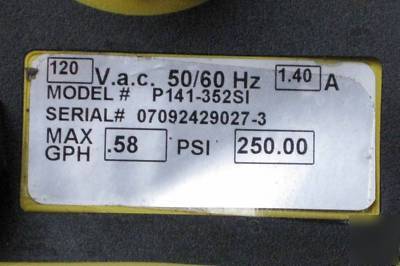 120 V.a.c. 50/60 Hz 1.40 A
MODEL # P141-352SI
SERIAL# 07092429027-3
MAX GPH .58 PSI 250.00